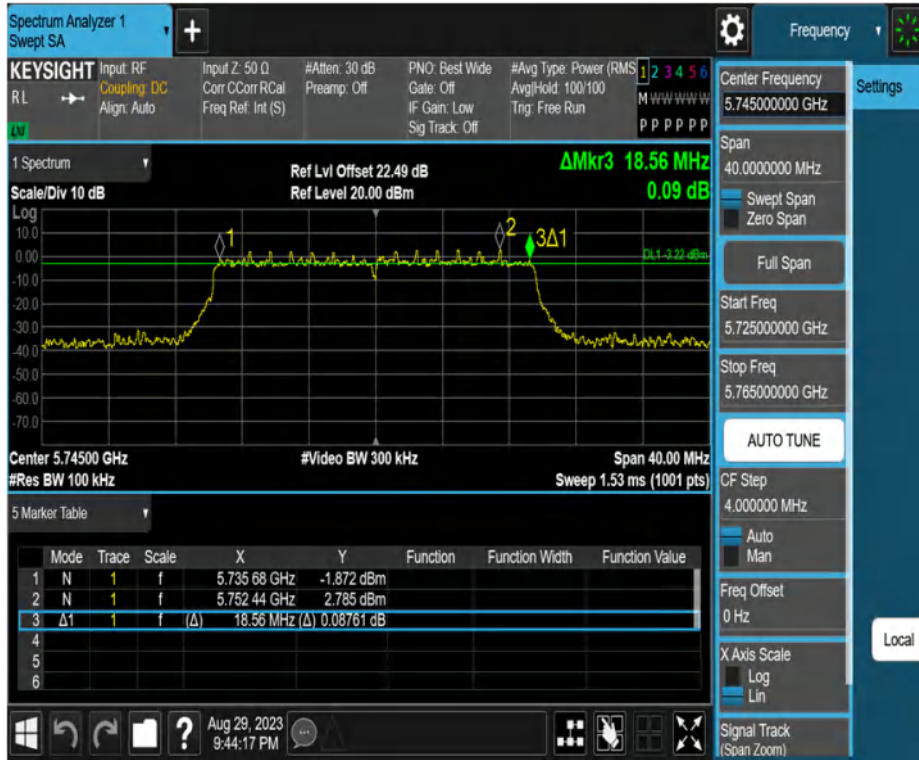 Spectrum Analyzer 1
Swept SA
Frequency
KEYSIGHT
RL
LXI
Input: RF
Coupling: DC
Align: Auto
Input Z: 50 Ω
Corr CCorr RCal
Freq Ref: Int (S)
#Atten: 30 dB
Preamp: Off
PNO: Best Wide
Gate: Off
IF Gain: Low
Sig Track: Off
#Avg Type: Power (RMS
Avg|Hold: 100/100
Trig: Free Run
1 2 3 4 5 6
M W W W W W
P P P P P P
1 Spectrum
Scale/Div 10 dB
Ref Lvl Offset 22.49 dB
Ref Level 20.00 dBm
ΔMkr3 18.56 MHz
0.09 dB
Log
10.0
0.00
-10.0
-20.0
-30.0
-40.0
-50.0
-60.0
-70.0
1
2
3Δ1
DL1 -3.22 dBm
Center 5.74500 GHz
#Video BW 300 kHz
Span 40.00 MHz
#Res BW 100 kHz
Sweep 1.53 ms (1001 pts)
5 Marker Table
Mode Trace Scale X Y Function Function Width Function Value
1 N 1 f 5.735 68 GHz -1.872 dBm
2 N 1 f 5.752 44 GHz 2.785 dBm
3 Δ1 1 f (Δ) 18.56 MHz (Δ) 0.08761 dB
4
5
6
Aug 29, 2023
9:44:17 PM
Center Frequency
5.745000000 GHz
Span
40.0000000 MHz
Swept Span
Zero Span
Full Span
Start Freq
5.725000000 GHz
Stop Freq
5.765000000 GHz
AUTO TUNE
CF Step
4.000000 MHz
Auto
Man
Freq Offset
0 Hz
X Axis Scale
Log
Lin
Signal Track
(Span Zoom)
Settings
Local